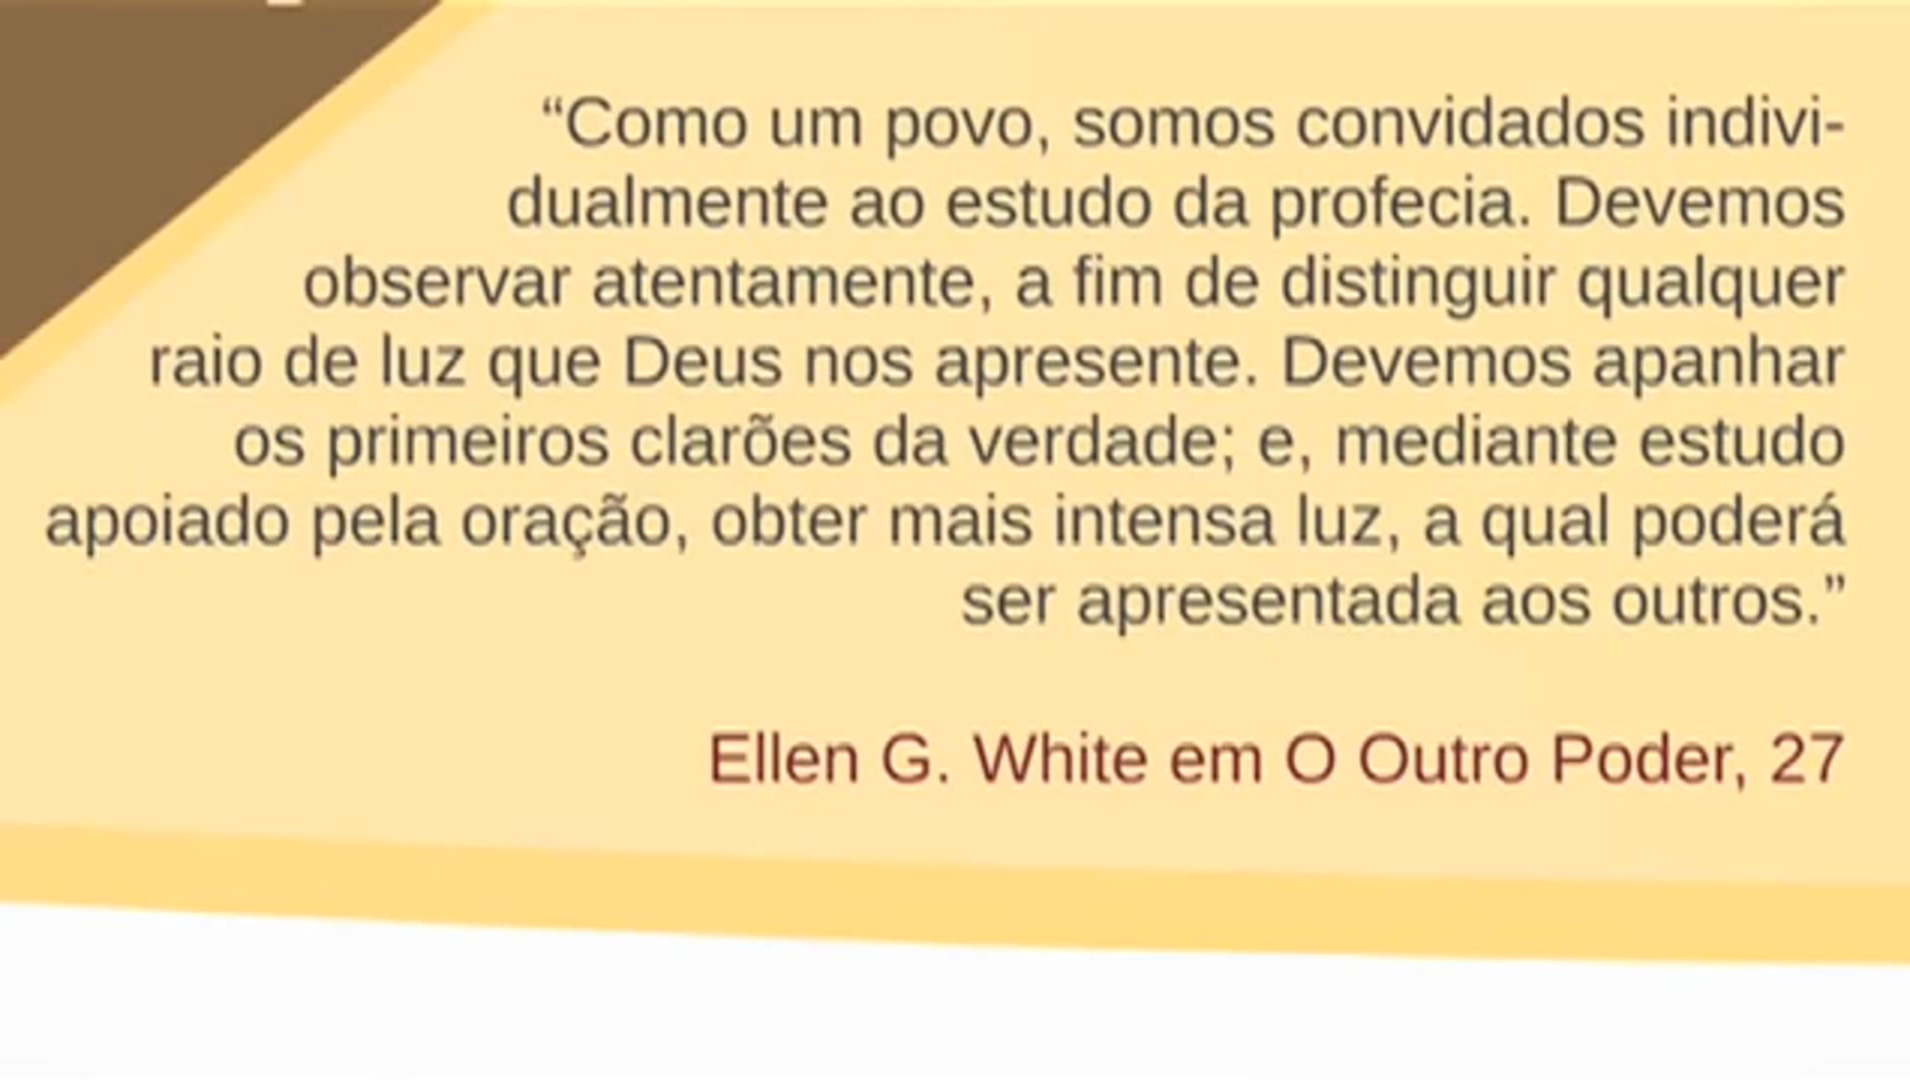 “Como um povo, somos convidados indivi-
dualmente ao estudo da profecia. Devemos
observar atentamente, a fim de distinguir qualquer
raio de luz que Deus nos apresente. Devemos apanhar
os primeiros clarões da verdade; e, mediante estudo
apoiado pela oração, obter mais intensa luz, a qual poderá
ser apresentada aos outros.”
Ellen G. White em O Outro Poder, 27